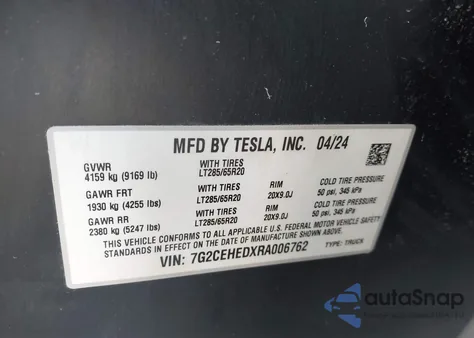 MFD BY TESLA, INC. 04/24
GVWR WITH TIRES
4159 kg (9169 lb) LT285/65R20
GAWR FRT WITH TIRES RIM COLD TIRE PRESSURE
1930 kg (4255 lbs) LT285/65R20 20X9.0J 50 psi, 345 kPa
GAWR RR WITH TIRES RIM COLD TIRE PRESSURE
2380 kg (5247 lbs) LT285/65R20 20X9.0J 50 psi, 345 kPa
THIS VEHICLE CONFORMS TO ALL APPLICABLE U.S. FEDERAL MOTOR VEHICLE SAFETY
STANDARDS IN EFFECT ON THE DATE OF MANUFACTURE SHOWN ABOVE.
VIN: 7G2CEHEDXRA006762 TYPE: TRUCK
autoSnap